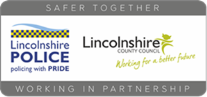 SAFER TOGETHER
Lincolnshire
POLICE
policing with PRIDE
Lincolnshire
COUNTY COUNCIL
Working for a better future
WORKING IN PARTNERSHIP